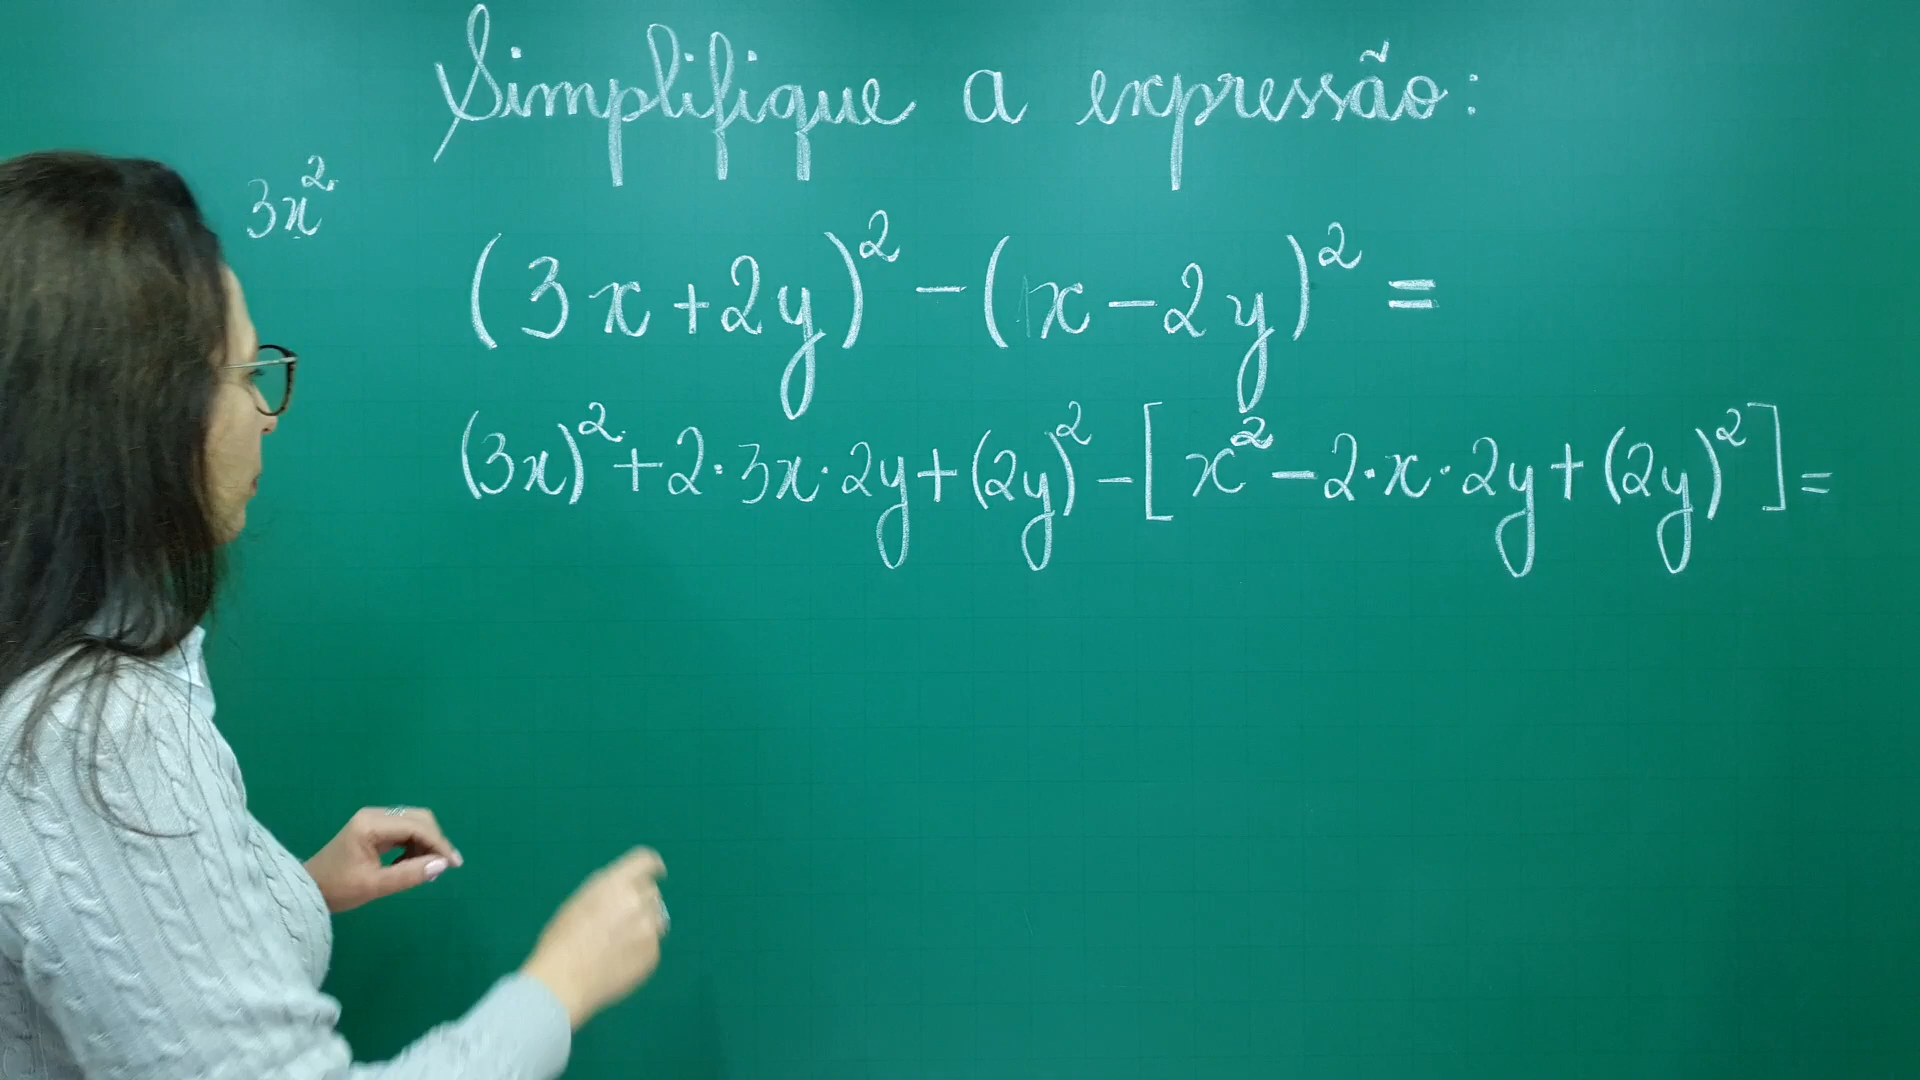 Simplifique a expressão:
3x²
(3x+2y)² - (x-2y)² =
(3x)² + 2·3x·2y + (2y)² - [x² - 2·x·2y + (2y)²] =